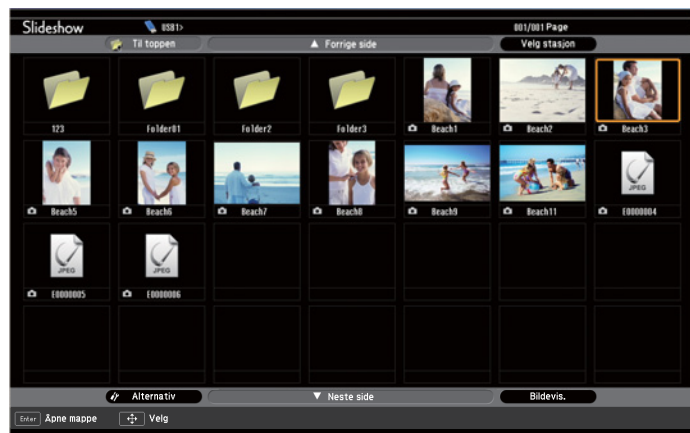 Slideshow USB1> 001/001 Page
Til toppen ▲ Forrige side Velg stasjon
123 Folder01 Folder2 Folder3 Beach1 Beach2 Beach3
Beach5 Beach6 Beach7 Beach8 Beach9 Beach11 E0000004
JPEG
E0000005 E0000006
JPEG JPEG
Alternativ ▼ Neste side Bildevis.
Enter Åpne mappe Velg